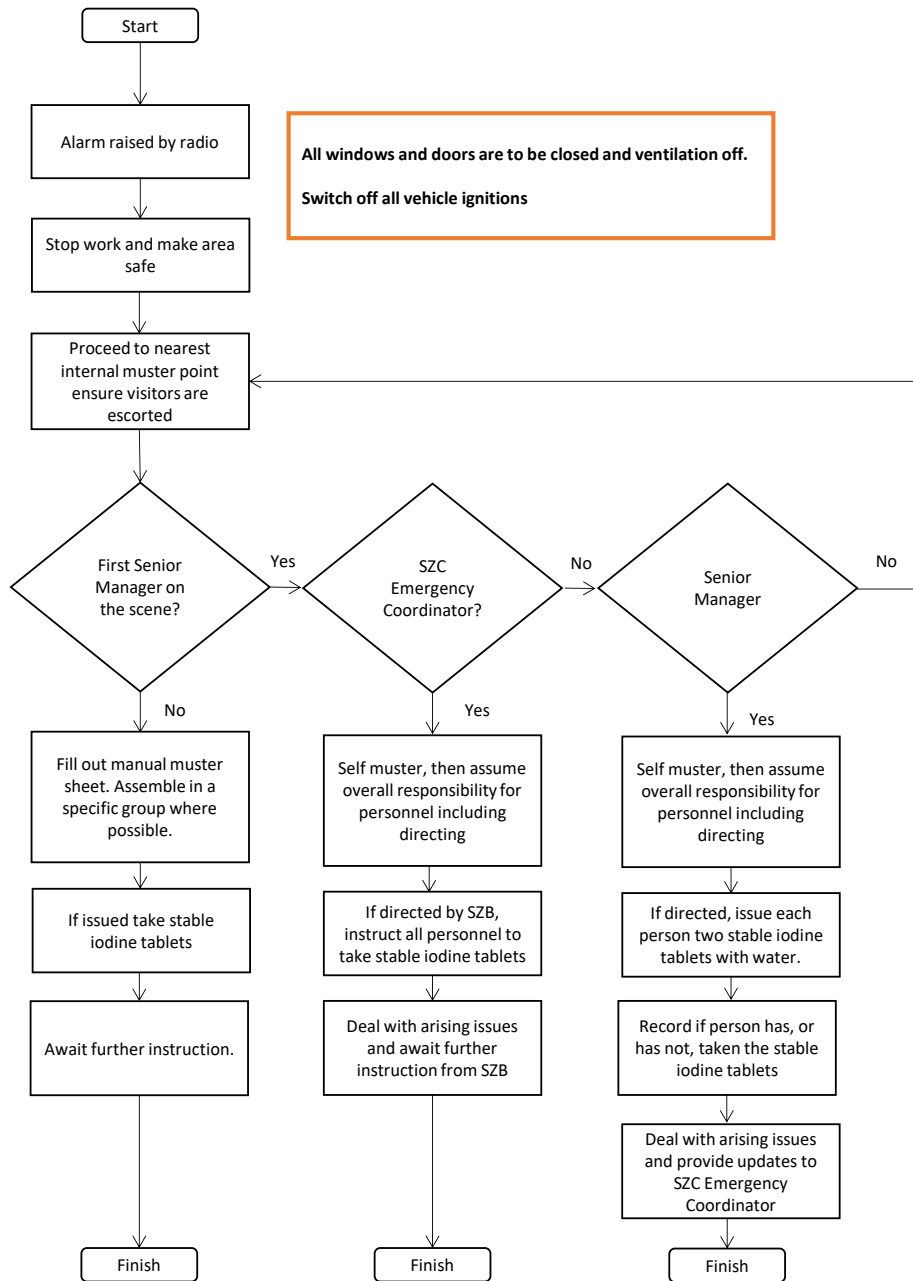 Start
Alarm raised by radio
All windows and doors are to be closed and ventilation off.
Switch off all vehicle ignitions
Stop work and make area
safe
Proceed to nearest
internal muster point
ensure visitors are
escorted
First Senior
Manager on
the scene?
Yes
SZC
Emergency
Coordinator?
No
Senior
Manager
No
No
Fill out manual muster
sheet. Assemble in a
specific group where
possible.
If issued take stable
iodine tablets
Await further instruction.
Finish
Yes
Self muster, then assume
overall responsibility for
personnel including
directing
If directed by SZB,
instruct all personnel to
take stable iodine tablets
Deal with arising issues
and await further
instruction from SZB
Finish
Yes
Self muster, then assume
overall responsibility for
personnel including
directing
If directed, issue each
person two stable iodine
tablets with water.
Record if person has, or
has not, taken the stable
iodine tablets
Deal with arising issues
and provide updates to
SZC Emergency
Coordinator
Finish